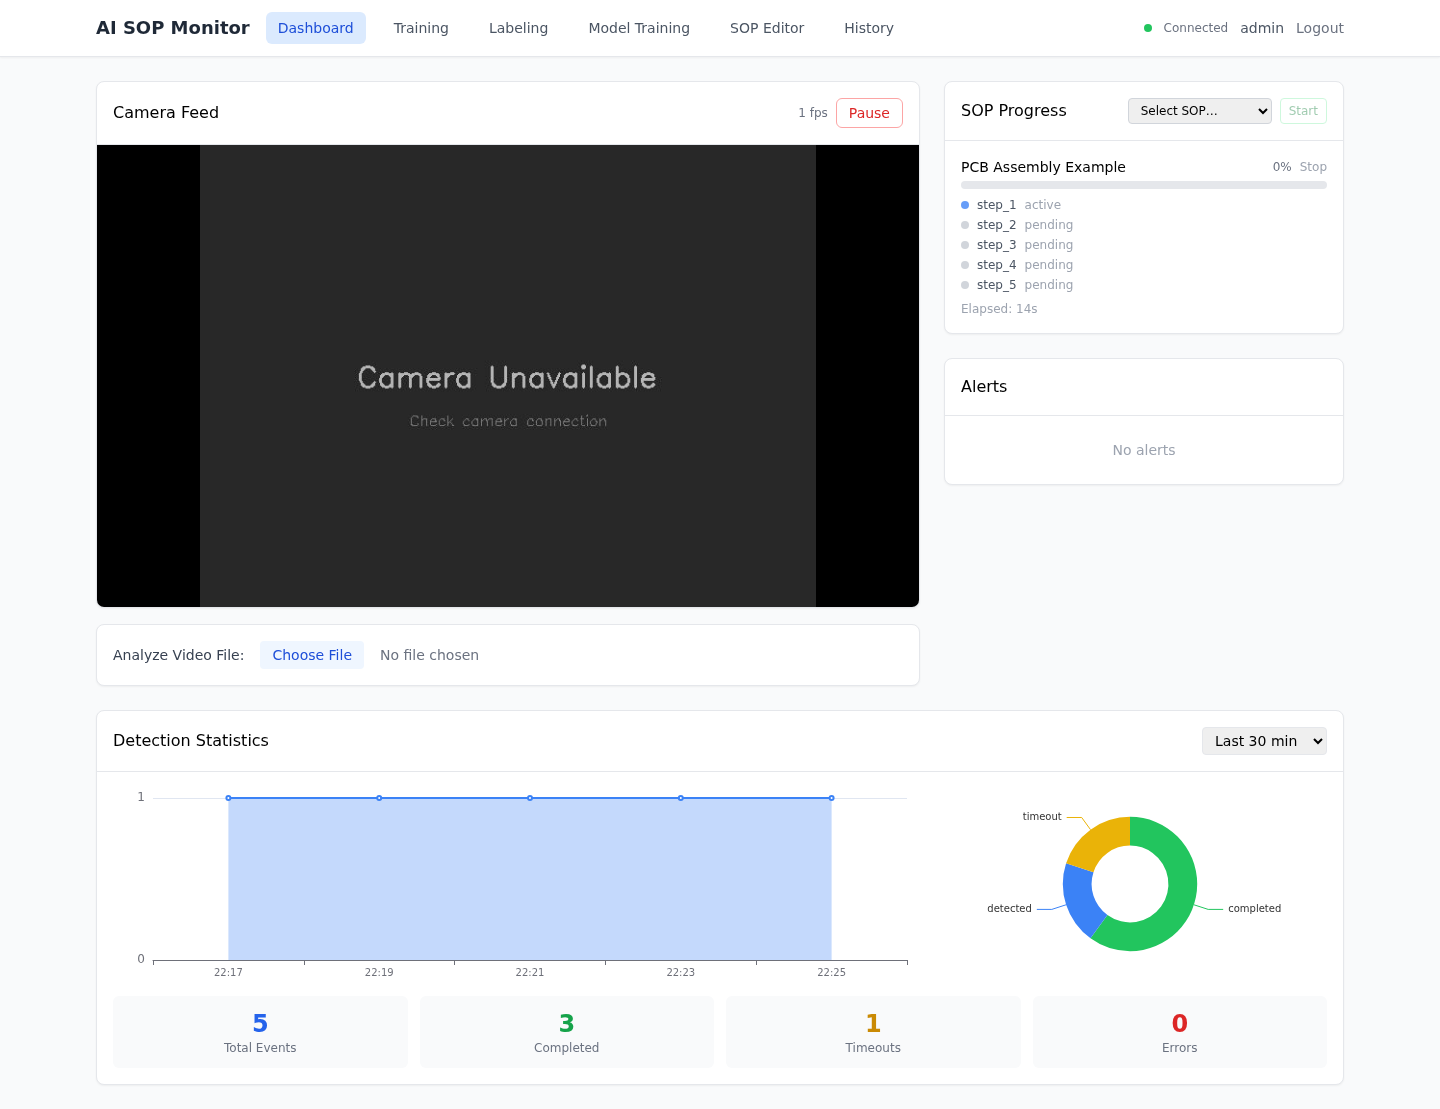 AI SOP Monitor Dashboard Training Labeling Model Training SOP Editor History Connected admin Logout
Camera Feed 1 fps Pause
Camera Unavailable
Check camera connection
Analyze Video File: Choose File No file chosen
SOP Progress Select SOP... Start
PCB Assembly Example 0% Stop
step_1 active
step_2 pending
step_3 pending
step_4 pending
step_5 pending
Elapsed: 14s
Alerts
No alerts
Detection Statistics Last 30 min
1
0
22:17 22:19 22:21 22:23 22:25
timeout
detected
completed
5
Total Events
3
Completed
1
Timeouts
0
Errors